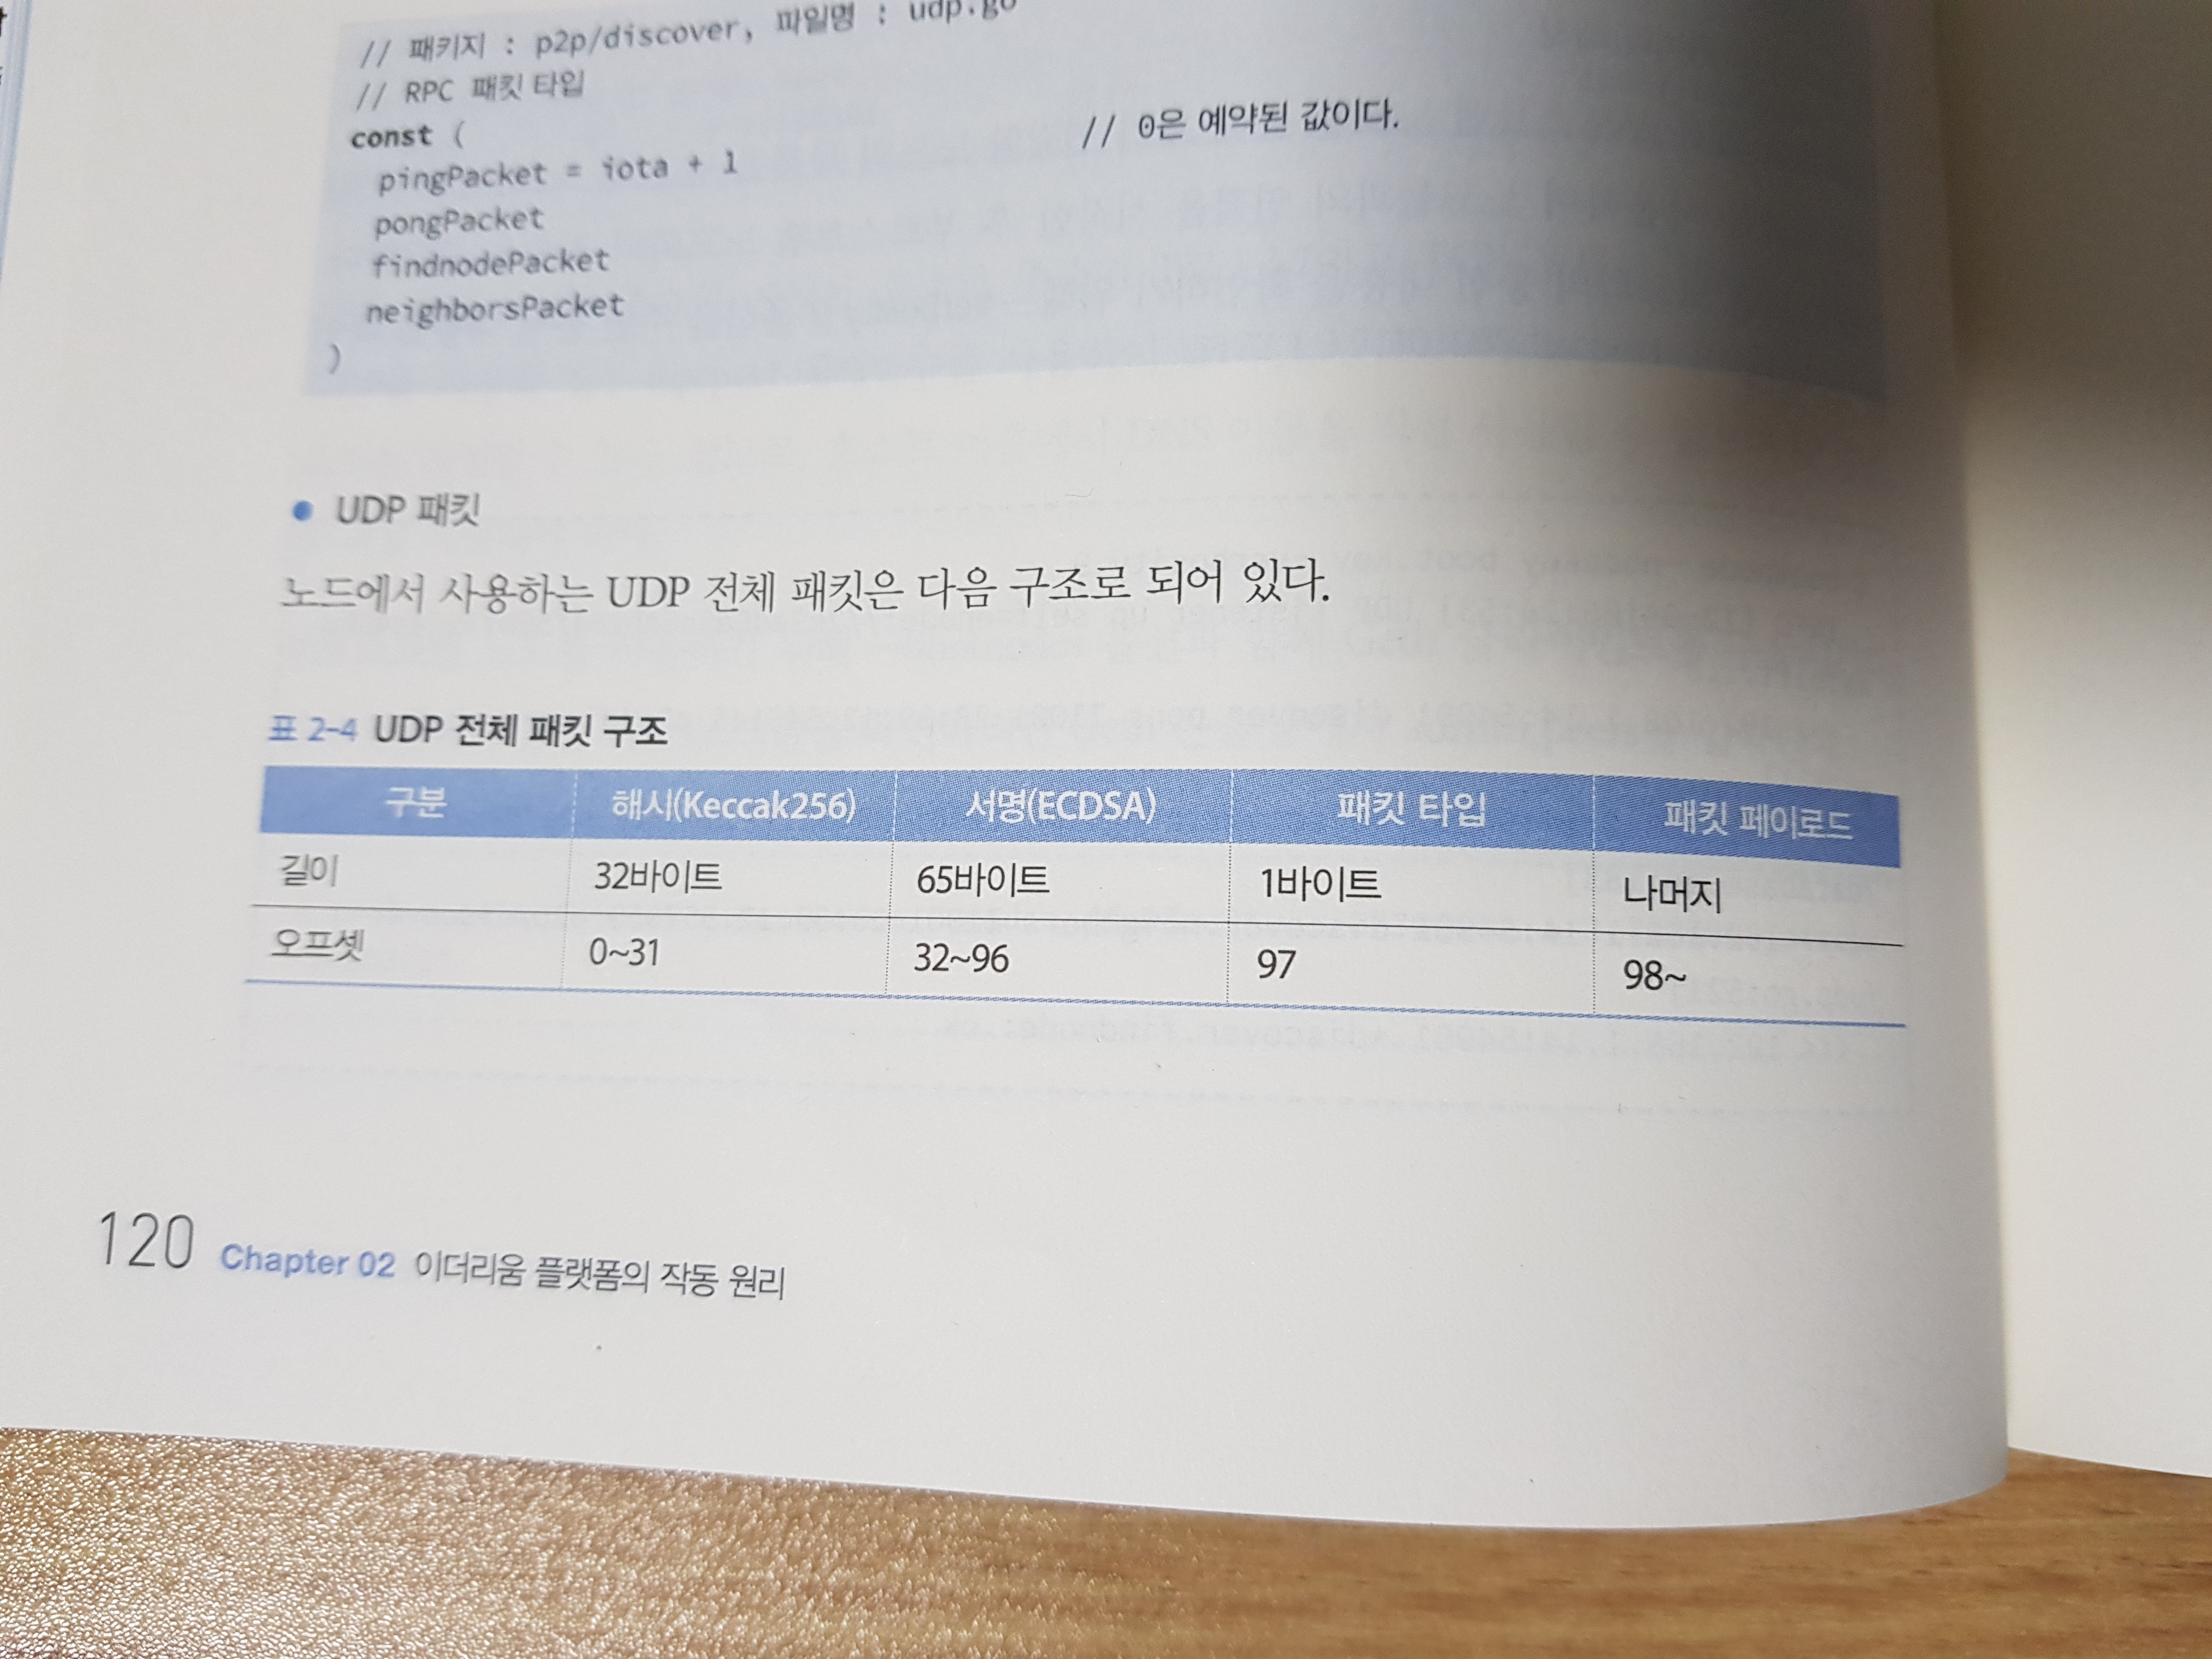 // 패키지 : p2p/discover, 파일명 : udp.go
// RPC 패킷 타입
const (
pingPacket = iota + 1 // 0은 예약된 값이다.
pongPacket
findnodePacket
neighborsPacket
)
● UDP 패킷
노드에서 사용하는 UDP 전체 패킷은 다음 구조로 되어 있다.
표 2-4 UDP 전체 패킷 구조
구분 해시(Keccak256) 서명(ECDSA) 패킷 타입 패킷 페이로드
길이 32바이트 65바이트 1바이트 나머지
오프셋 0~31 32~96 97 98~
120 Chapter 02 이더리움 플랫폼의 작동 원리